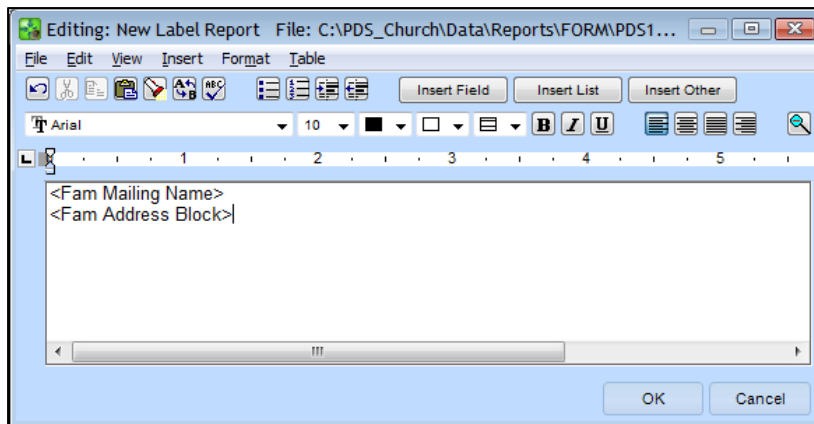 Editing: New Label Report File: C:\PDS_Church\Data\Reports\FORM\PDS1...
File Edit View Insert Format Table
ABC Insert Field Insert List Insert Other
Arial 10 B I U
L 1 2 3 4 5
<Fam Mailing Name>
<Fam Address Block>
OK Cancel